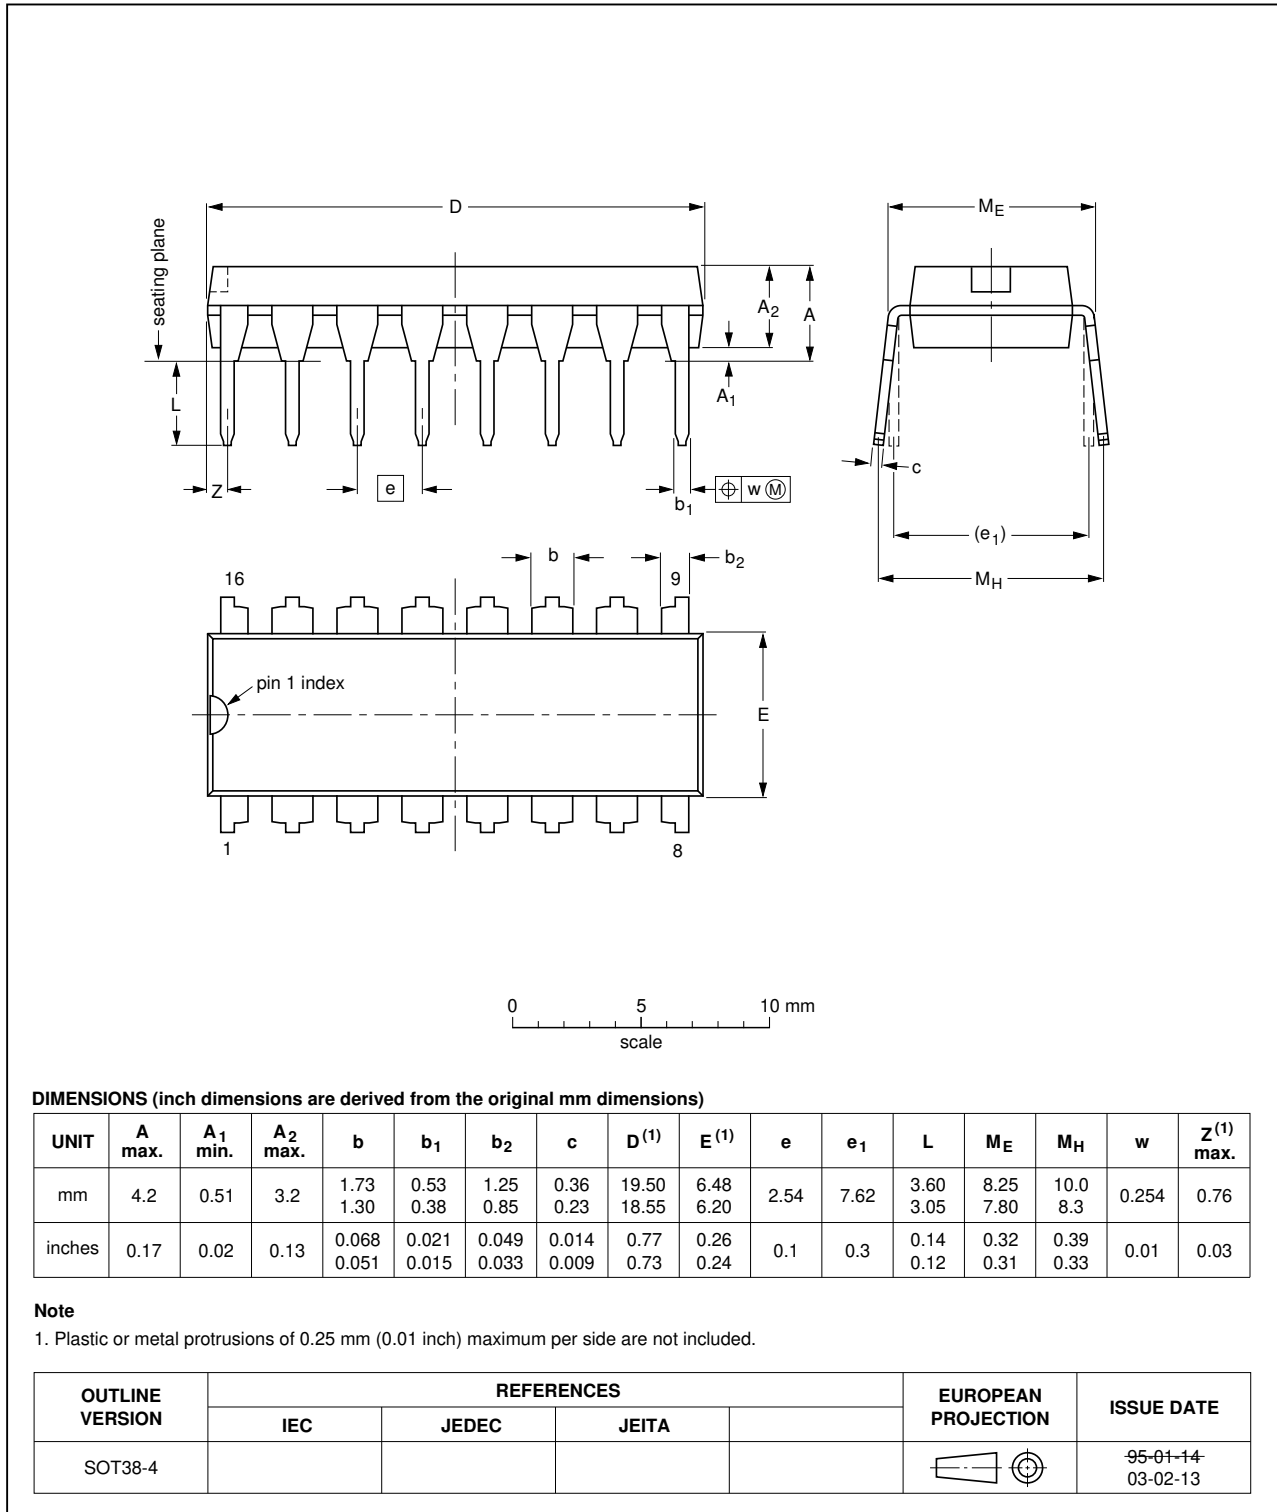 D
M_E
seating plane
A_2
A
A_1
L
Z
e
b_1
w M
c
(e_1)
M_H
b
b_2
16
9
pin 1 index
E
1
8
0 5 10 mm
scale
DIMENSIONS (inch dimensions are derived from the original mm dimensions)
UNIT A max. A1 min. A2 max. b b1 b2 c D(1) E(1) e e1 L ME MH w Z(1) max.
mm 4.2 0.51 3.2 1.73 1.30 0.53 0.38 1.25 0.85 0.36 0.23 19.50 18.55 6.48 6.20 2.54 7.62 3.60 3.05 8.25 7.80 10.0 8.3 0.254 0.76
inches 0.17 0.02 0.13 0.068 0.051 0.021 0.015 0.049 0.033 0.014 0.009 0.77 0.73 0.26 0.24 0.1 0.3 0.14 0.12 0.32 0.31 0.39 0.33 0.01 0.03
Note
1. Plastic or metal protrusions of 0.25 mm (0.01 inch) maximum per side are not included.
OUTLINE VERSION REFERENCES EUROPEAN PROJECTION ISSUE DATE
IEC JEDEC JEITA
SOT38-4 95-01-14
03-02-13